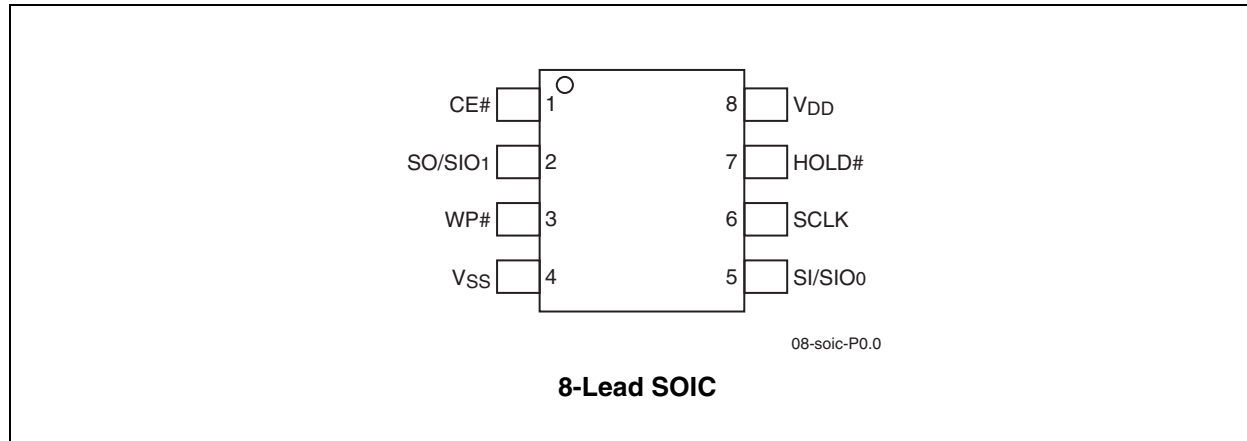 CE# 1 8 VDD
SO/SIO1 2 7 HOLD#
WP# 3 6 SCLK
VSS 4 5 SI/SIO0
08-soic-P0.0
8-Lead SOIC